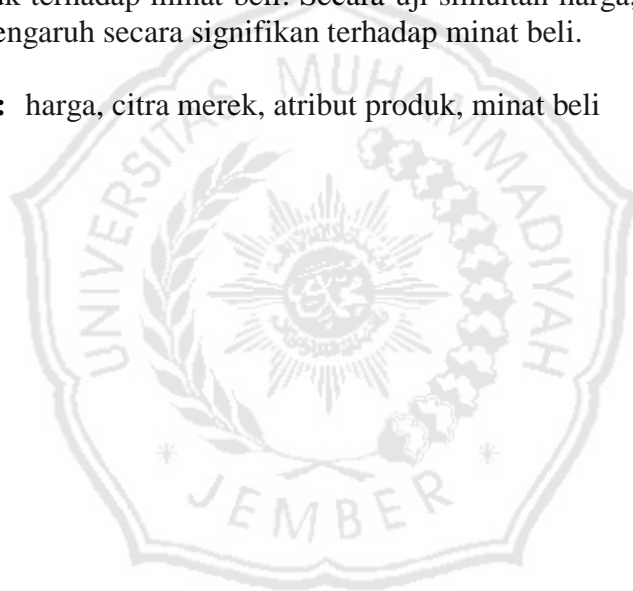 terhadap minat beli. Secara uji simultan harga,
engaruh secara signifikan terhadap minat beli.
: harga, citra merek, atribut produk, minat beli
UNIVERSITAS MUHAMMADIYAH
JEMBER